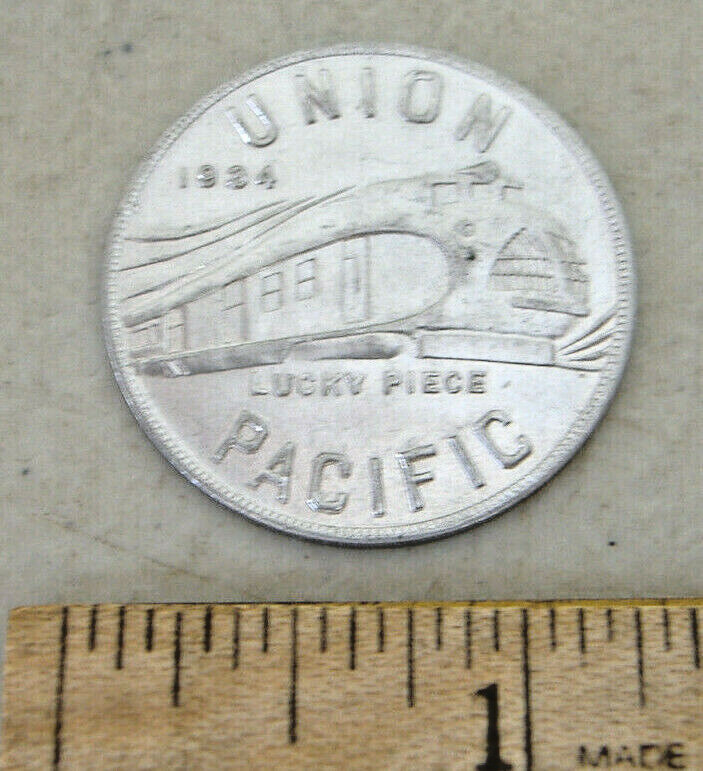 UNION
1934
LUCKY PIECE
PACIFIC
1
MADE